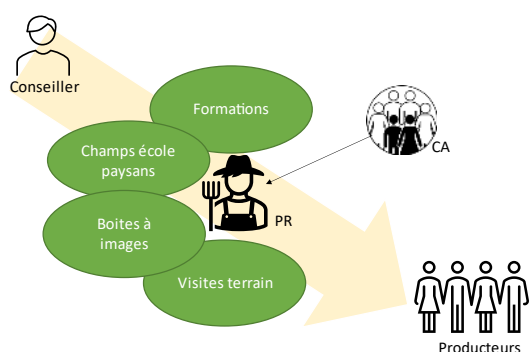 Conseiller
Formations
Champs école
paysans
CA
PR
Boites à
images
Visites terrain
Producteurs